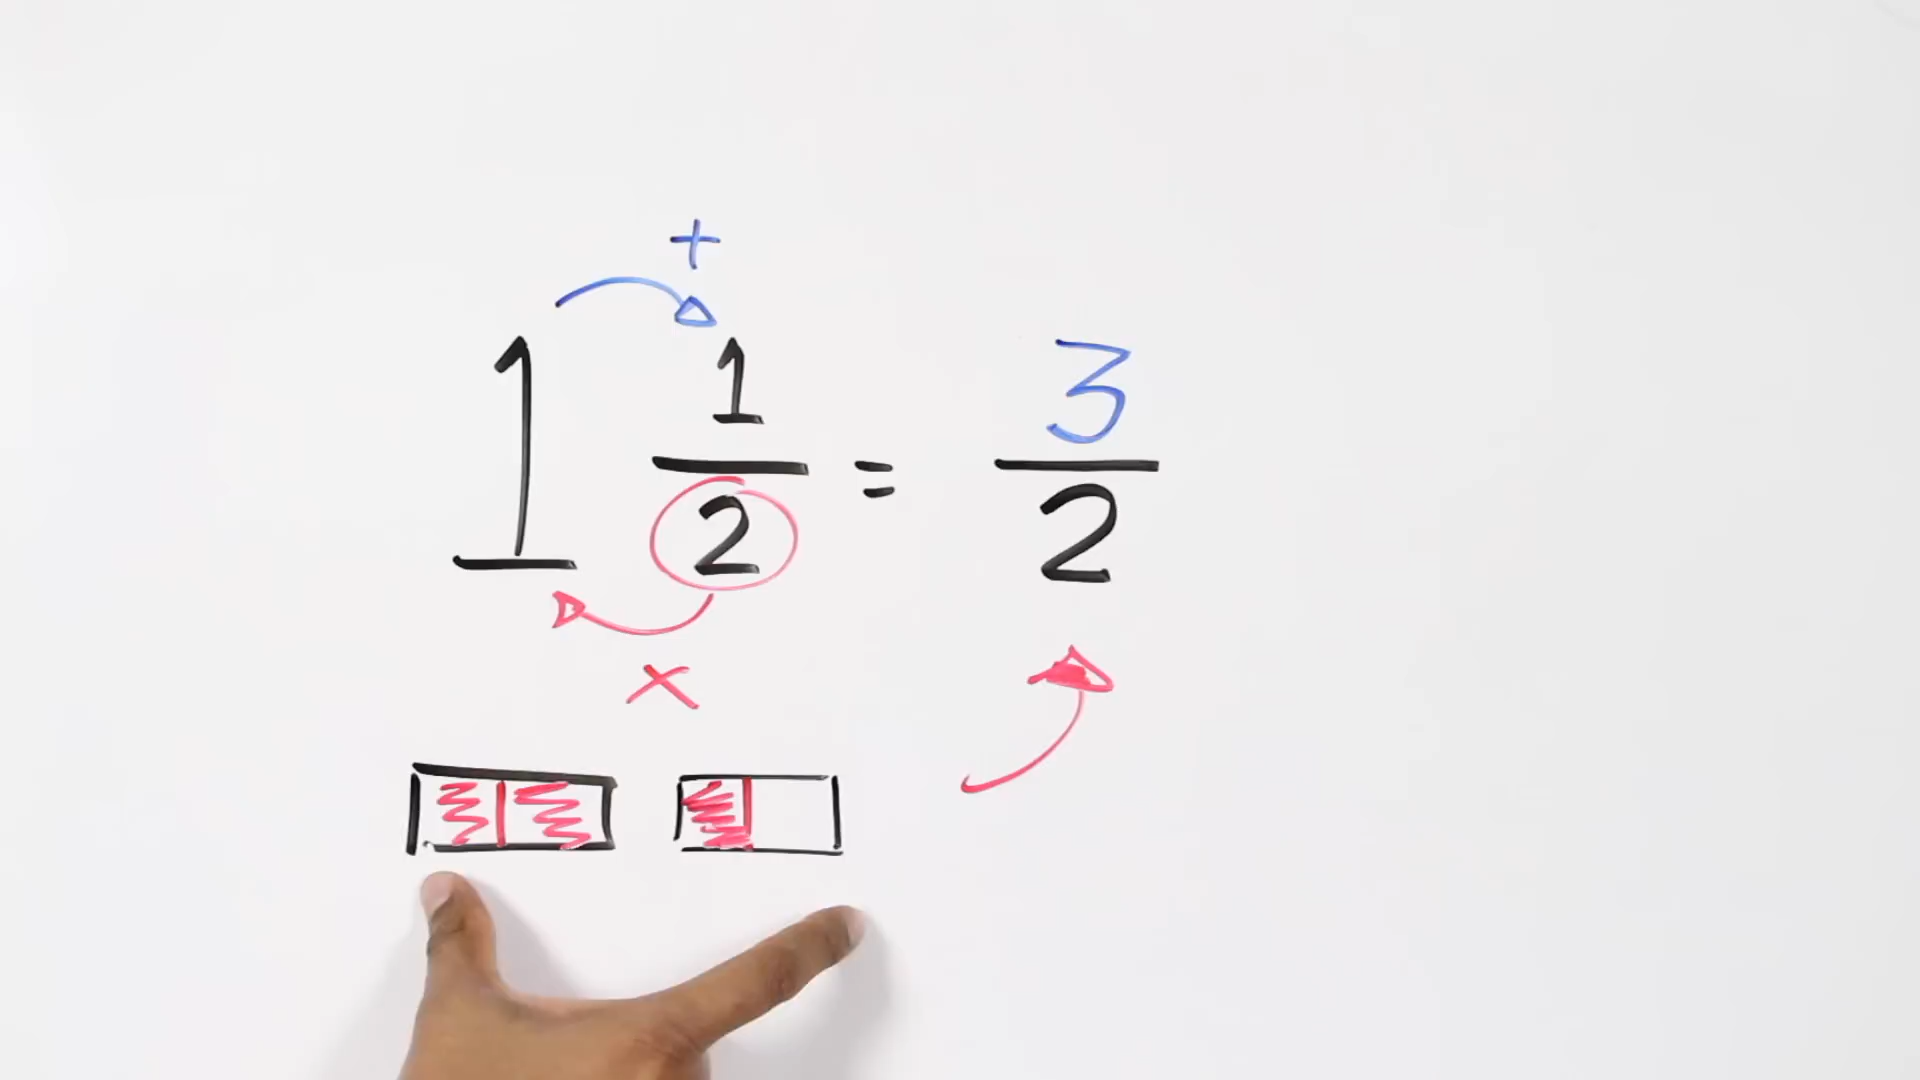 +
1 1/2 = 3/2
×